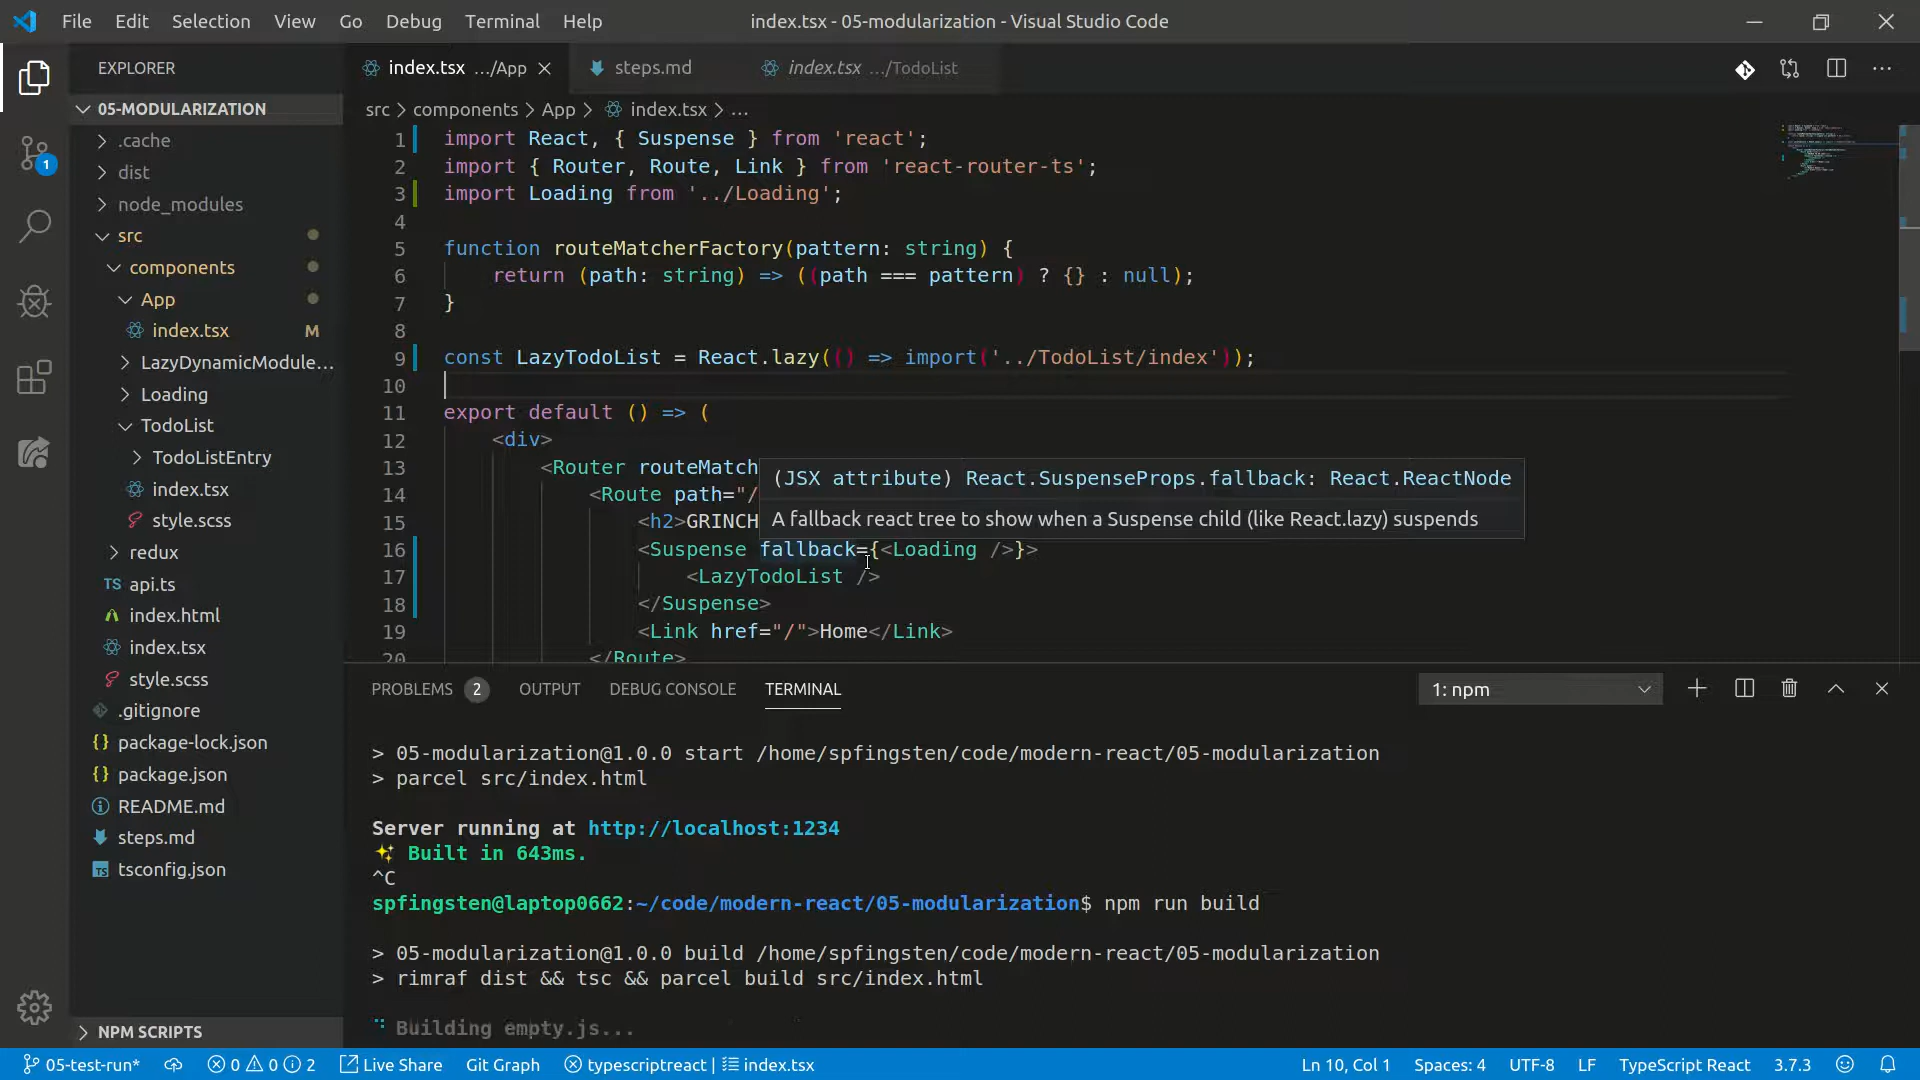 File Edit Selection View Go Debug Terminal Help index.tsx - 05-modularization - Visual Studio Code
EXPLORER
05-MODULARIZATION
.cache
dist
node_modules
src
components
App
index.tsx M
LazyDynamicModule...
Loading
TodoList
TodoListEntry
index.tsx
style.scss
redux
TS api.ts
index.html
index.tsx
style.scss
.gitignore
{} package-lock.json
{} package.json
README.md
steps.md
TS tsconfig.json
NPM SCRIPTS
1
index.tsx .../App steps.md index.tsx .../TodoList
src > components > App > index.tsx > ...
1 import React, { Suspense } from 'react';
2 import { Router, Route, Link } from 'react-router-ts';
3 import Loading from '../Loading';
4
5 function routeMatcherFactory(pattern: string) {
6 return (path: string) => ((path === pattern) ? {} : null);
7 }
8
9 const LazyTodoList = React.lazy(() => import('../TodoList/index'));
10
11 export default () => (
12 <div>
13 <Router routeMatch
14 <Route path="/
15 <h2>GRINCH
(JSX attribute) React.SuspenseProps.fallback: React.ReactNode
A fallback react tree to show when a Suspense child (like React.lazy) suspends
16 <Suspense fallback={<Loading />}>
17 <LazyTodoList />
18 </Suspense>
19 <Link href="/">Home</Link>
20 </Route>
PROBLEMS 2 OUTPUT DEBUG CONSOLE TERMINAL 1: npm
> 05-modularization@1.0.0 start /home/spfingsten/code/modern-react/05-modularization
> parcel src/index.html
Server running at http://localhost:1234
✨ Built in 643ms.
^C
spfingsten@laptop0662:~/code/modern-react/05-modularization$ npm run build
> 05-modularization@1.0.0 build /home/spfingsten/code/modern-react/05-modularization
> rimraf dist && tsc && parcel build src/index.html
Building empty.js...
05-test-run* 0 0 2 Live Share Git Graph typescriptreact | index.tsx Ln 10, Col 1 Spaces: 4 UTF-8 LF TypeScript React 3.7.3